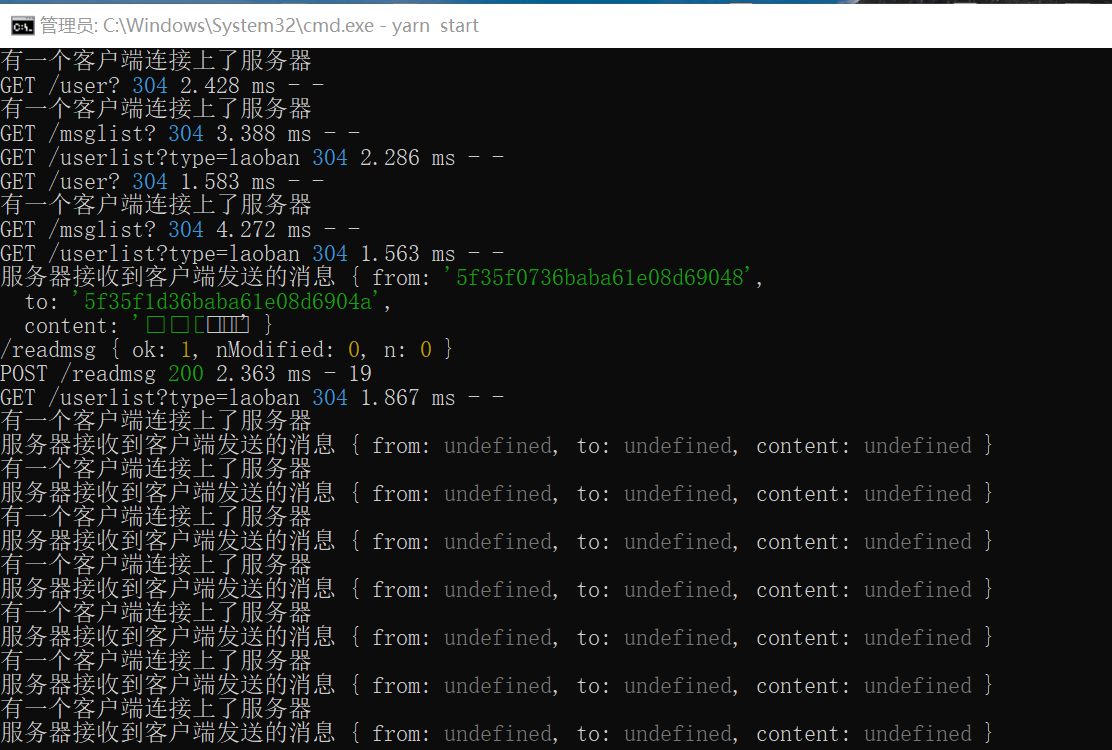 管理员: C:\Windows\System32\cmd.exe - yarn  start
有一个客户端连接上了服务器
GET /user? 304 2.428 ms - -
有一个客户端连接上了服务器
GET /msglist? 304 3.388 ms - -
GET /userlist?type=laoban 304 2.286 ms - -
GET /user? 304 1.583 ms - -
有一个客户端连接上了服务器
GET /msglist? 304 4.272 ms - -
GET /userlist?type=laoban 304 1.563 ms - -
服务器接收到客户端发送的消息 { from: '5f35f0736baba61e08d69048',
  to: '5f35f1d36baba61e08d6904a',
  content: ' }
/readmsg { ok: 1, nModified: 0, n: 0 }
POST /readmsg 200 2.363 ms - 19
GET /userlist?type=laoban 304 1.867 ms - -
有一个客户端连接上了服务器
服务器接收到客户端发送的消息 { from: undefined, to: undefined, content: undefined }
有一个客户端连接上了服务器
服务器接收到客户端发送的消息 { from: undefined, to: undefined, content: undefined }
有一个客户端连接上了服务器
服务器接收到客户端发送的消息 { from: undefined, to: undefined, content: undefined }
有一个客户端连接上了服务器
服务器接收到客户端发送的消息 { from: undefined, to: undefined, content: undefined }
有一个客户端连接上了服务器
服务器接收到客户端发送的消息 { from: undefined, to: undefined, content: undefined }
有一个客户端连接上了服务器
服务器接收到客户端发送的消息 { from: undefined, to: undefined, content: undefined }
有一个客户端连接上了服务器
服务器接收到客户端发送的消息 { from: undefined, to: undefined, content: undefined }